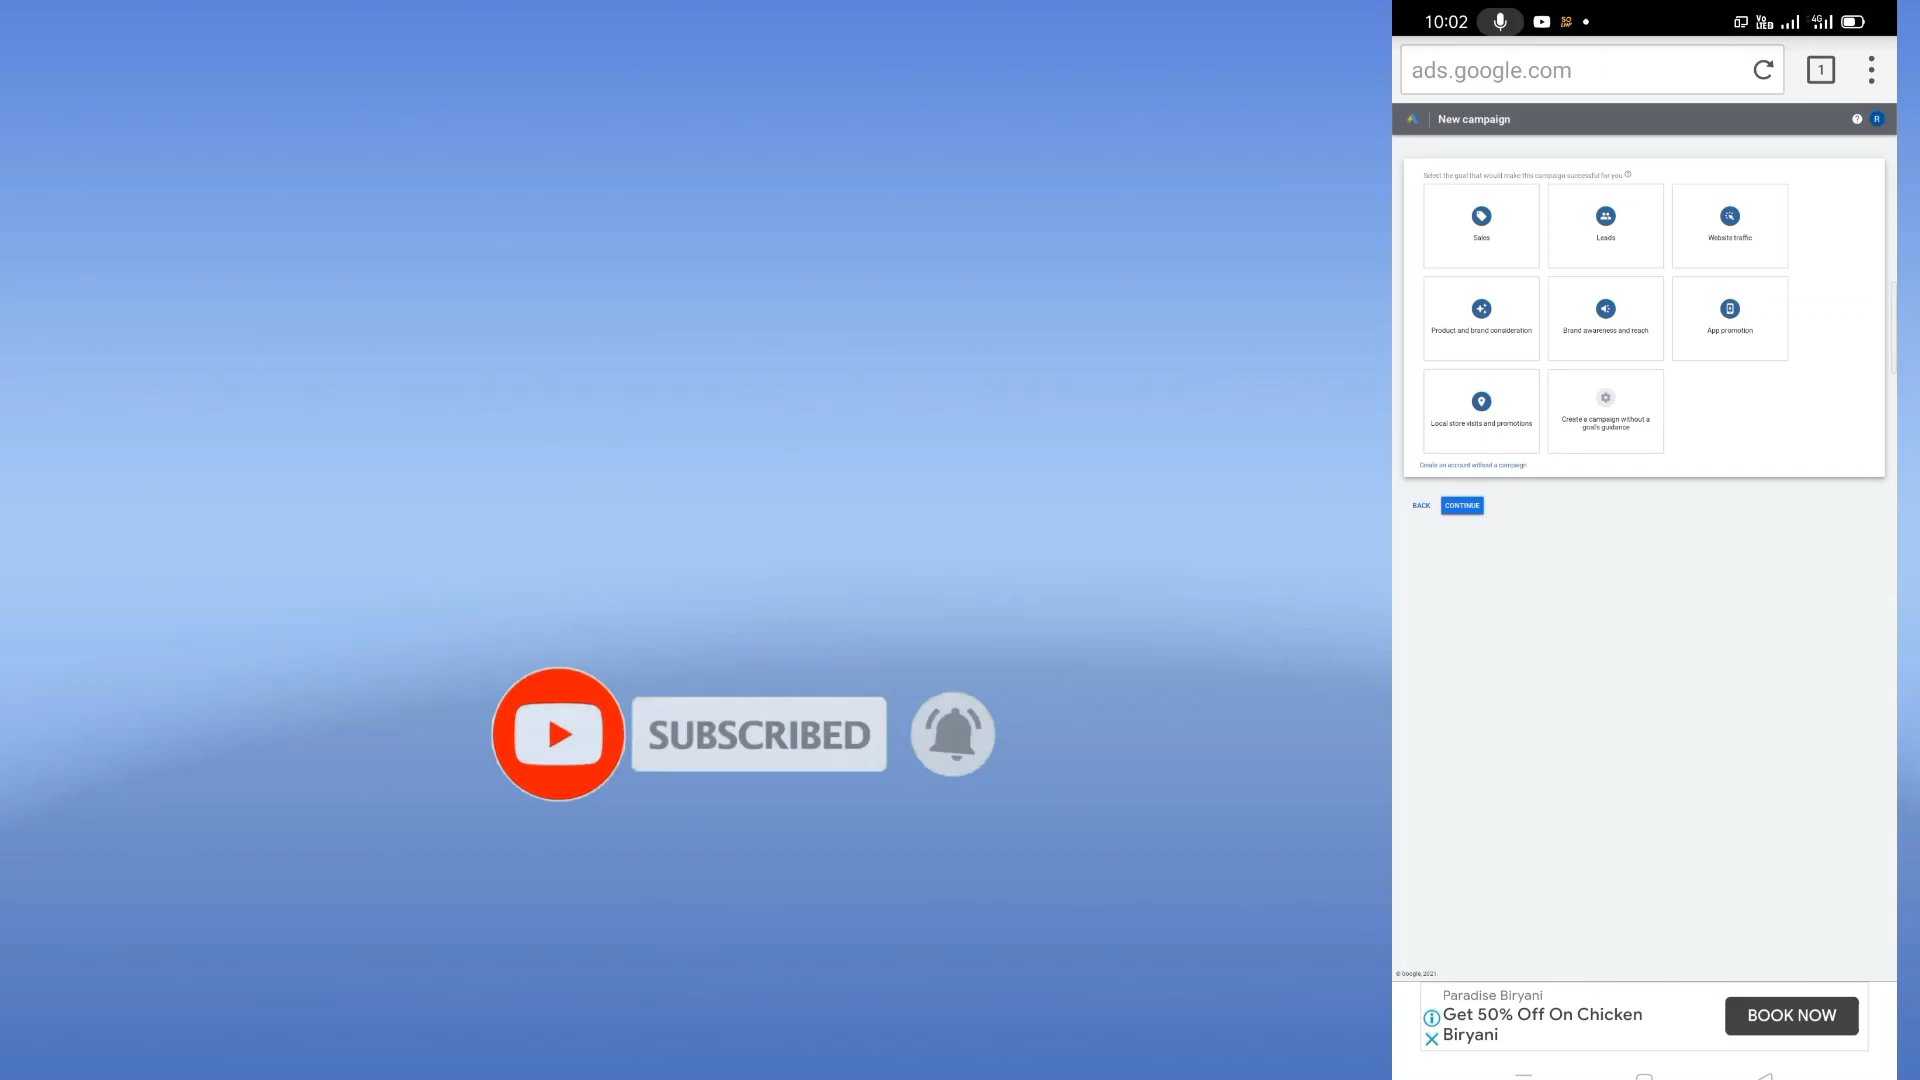 10:02
Vo
LTE2
4G
ads.google.com
1
New campaign
?
R
Select the goal that would make this campaign successful for you
Sales
Leads
Website traffic
Product and brand consideration
Brand awareness and reach
App promotion
Local store visits and promotions
Create a campaign without a
goal's guidance
Create an account without a campaign
BACK
CONTINUE
SUBSCRIBED
© Google, 2021.
Paradise Biryani
Get 50% Off On Chicken
Biryani
BOOK NOW